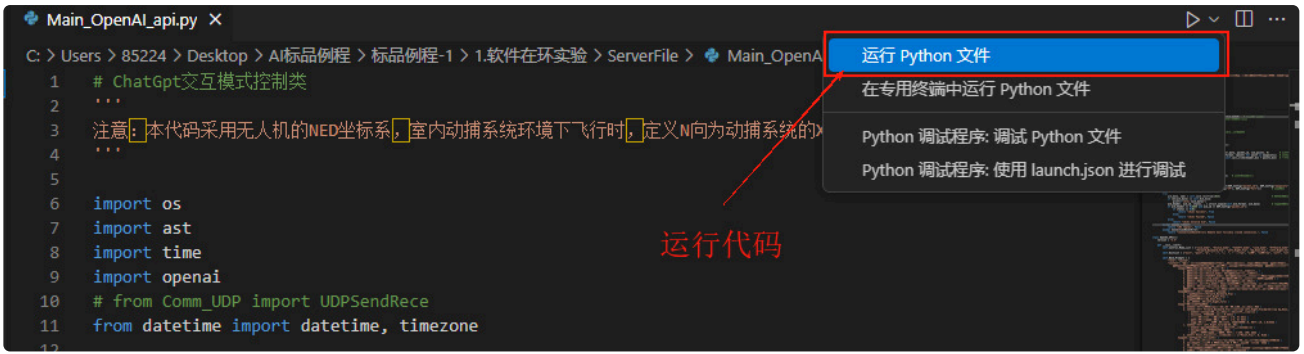 Main_OpenAI_api.py
C: > Users > 85224 > Desktop > AI标品例程 > 标品例程-1 > 1.软件在环实验 > ServerFile > Main_OpenA
运行 Python 文件
在专用终端中运行 Python 文件
Python 调试程序: 调试 Python 文件
Python 调试程序: 使用 launch.json 进行调试
1 # ChatGpt交互模式控制类
2 '''
3 注意：本代码采用无人机的NED坐标系，室内动捕系统环境下飞行时，定义N向为动捕系统的X
4 '''
5
6 import os
7 import ast
8 import time
9 import openai
10 # from Comm_UDP import UDPSendRece
11 from datetime import datetime, timezone
12
运行代码